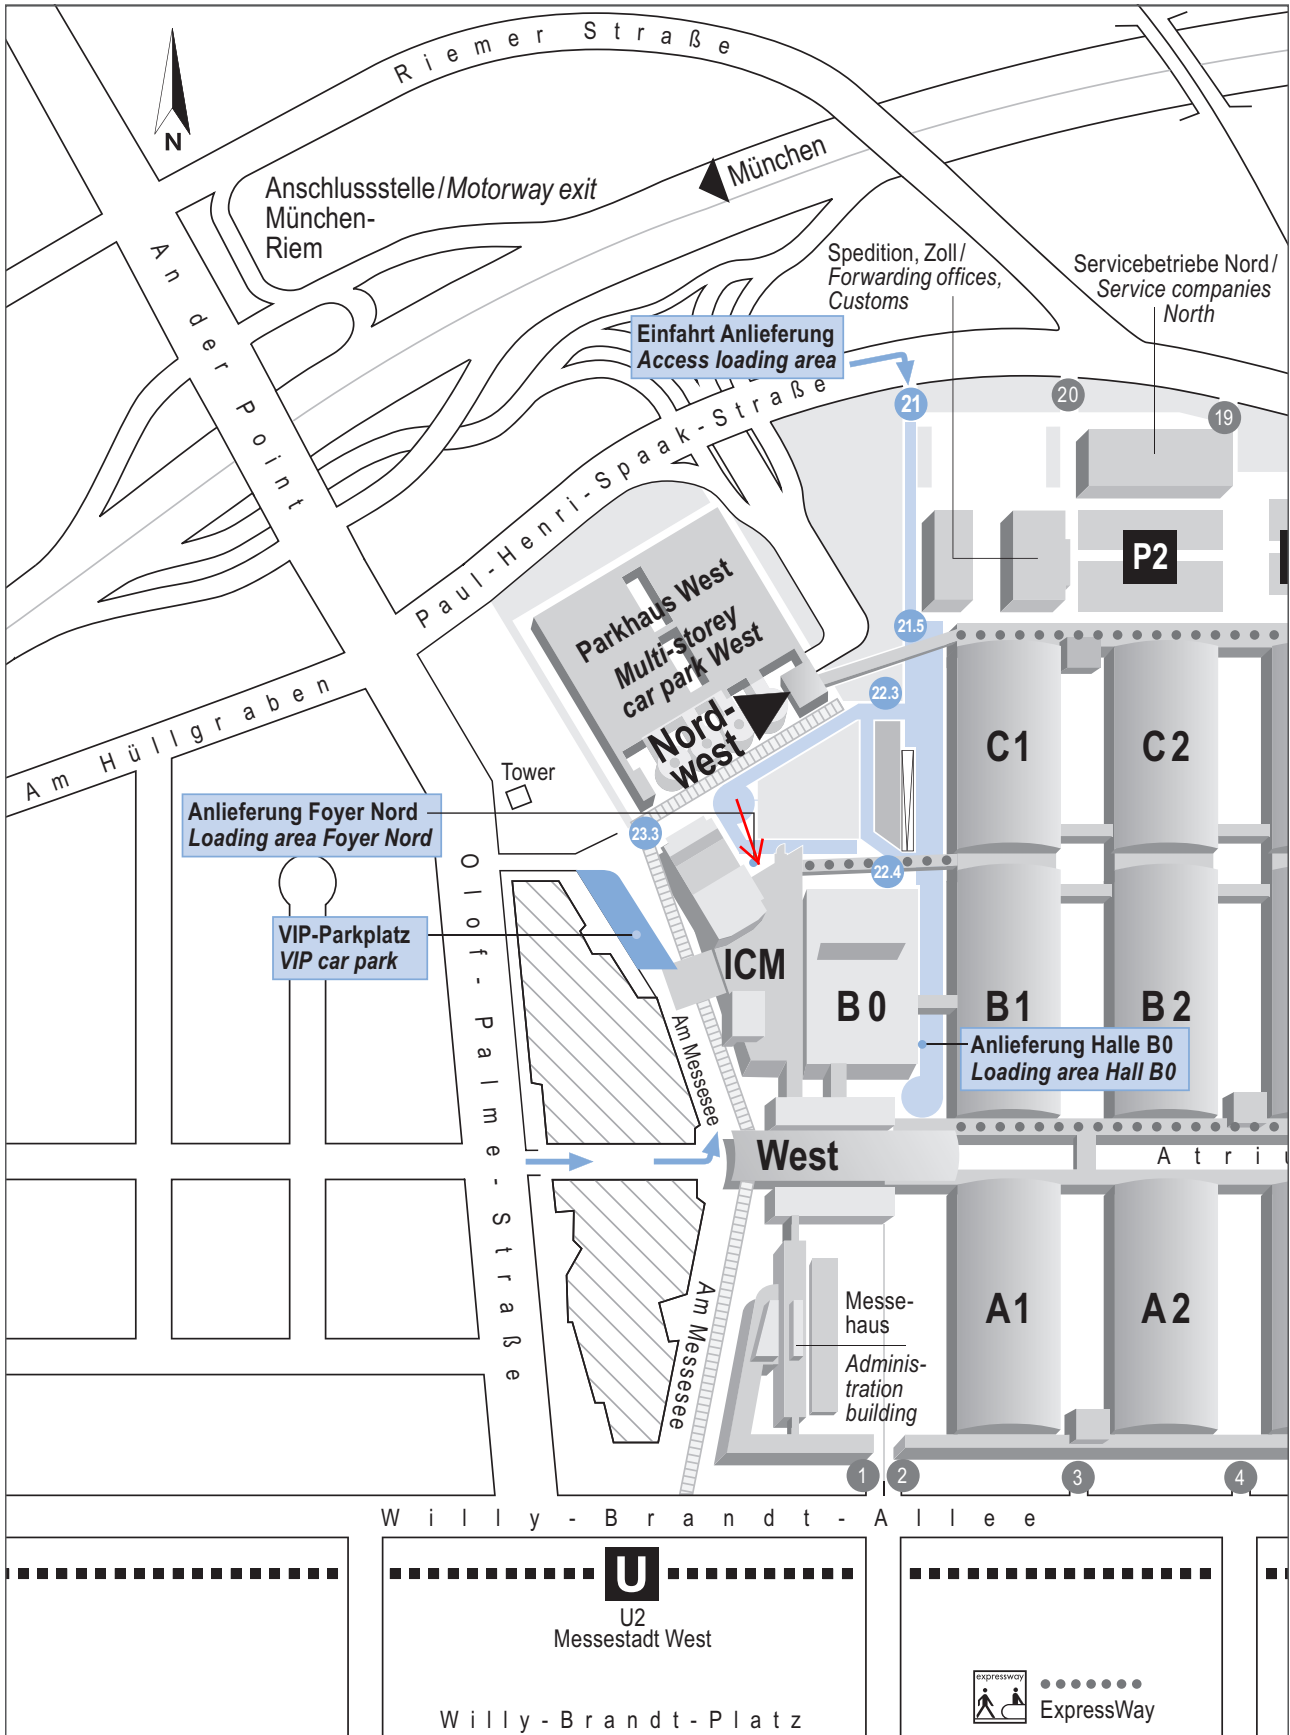 Riemer Straße
N
München
Anschlussstelle/Motorway exit
München-
Riem
An der Point
Spedition, Zoll/
Forwarding offices,
Customs
Servicebetriebe Nord/
Service companies
North
Einfahrt Anlieferung
Access loading area
21
20
19
Paul-Henri-Spaak-Straße
P2
Parkhaus West
Multi-storey
car park West
21.5
22.3
Nord-
west
C1
C2
Am Hüllgraben
Tower
Anlieferung Foyer Nord
Loading area Foyer Nord
23.3
22.4
Olof-Palme-Straße
VIP-Parkplatz
VIP car park
ICM
B0
B1
B2
Am Messesee
Anlieferung Halle B0
Loading area Hall B0
West
Atriu
Am Messesee
Messe-
haus
Adminis-
tration
building
A1
A2
1
2
3
4
Willy-Brandt-Allee
U
U2
Messestadt West
expressway
ExpressWay
Willy-Brandt-Platz